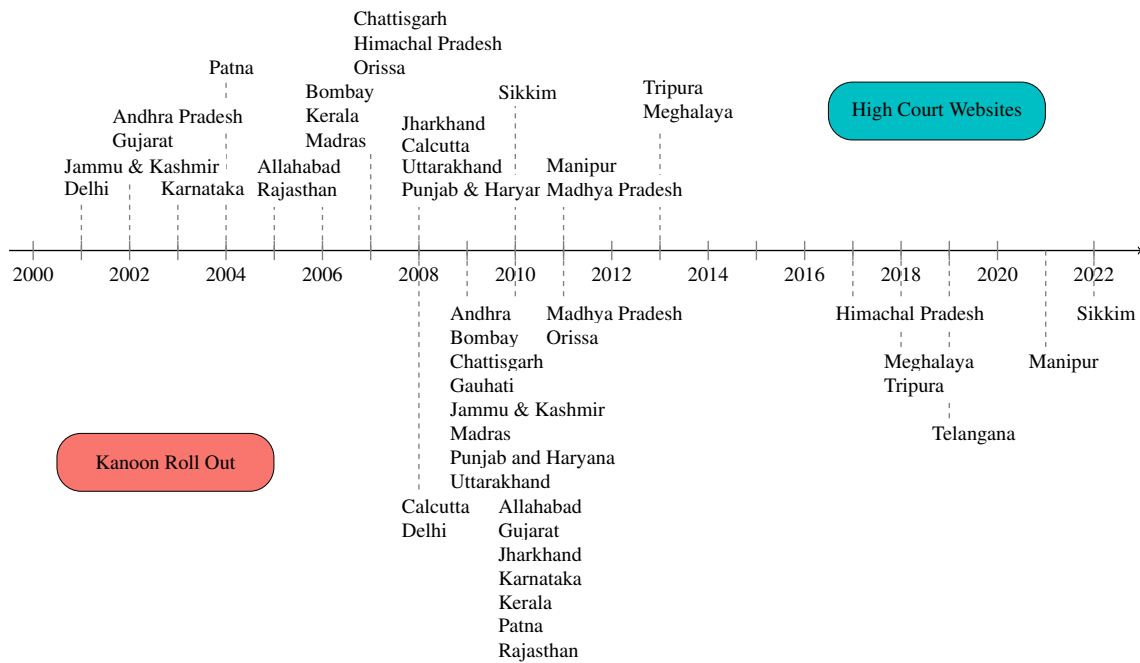 Chattisgarh
Himachal Pradesh
Orissa
Patna
Bombay
Kerala
Madras
Sikkim
Tripura
Meghalaya
High Court Websites
Andhra Pradesh
Gujarat
Jharkhand
Calcutta
Uttarakhand
Punjab & Haryan
Jammu & Kashmir
Delhi
Karnataka
Allahabad
Rajasthan
Manipur
Madhya Pradesh
2000 2002 2004 2006 2008 2010 2012 2014 2016 2018 2020 2022
Andhra
Bombay
Chattisgarh
Gauhati
Jammu & Kashmir
Madras
Punjab and Haryana
Uttarakhand
Madhya Pradesh
Orissa
Himachal Pradesh
Sikkim
Meghalaya
Tripura
Manipur
Telangana
Kanoon Roll Out
Calcutta
Delhi
Allahabad
Gujarat
Jharkhand
Karnataka
Kerala
Patna
Rajasthan